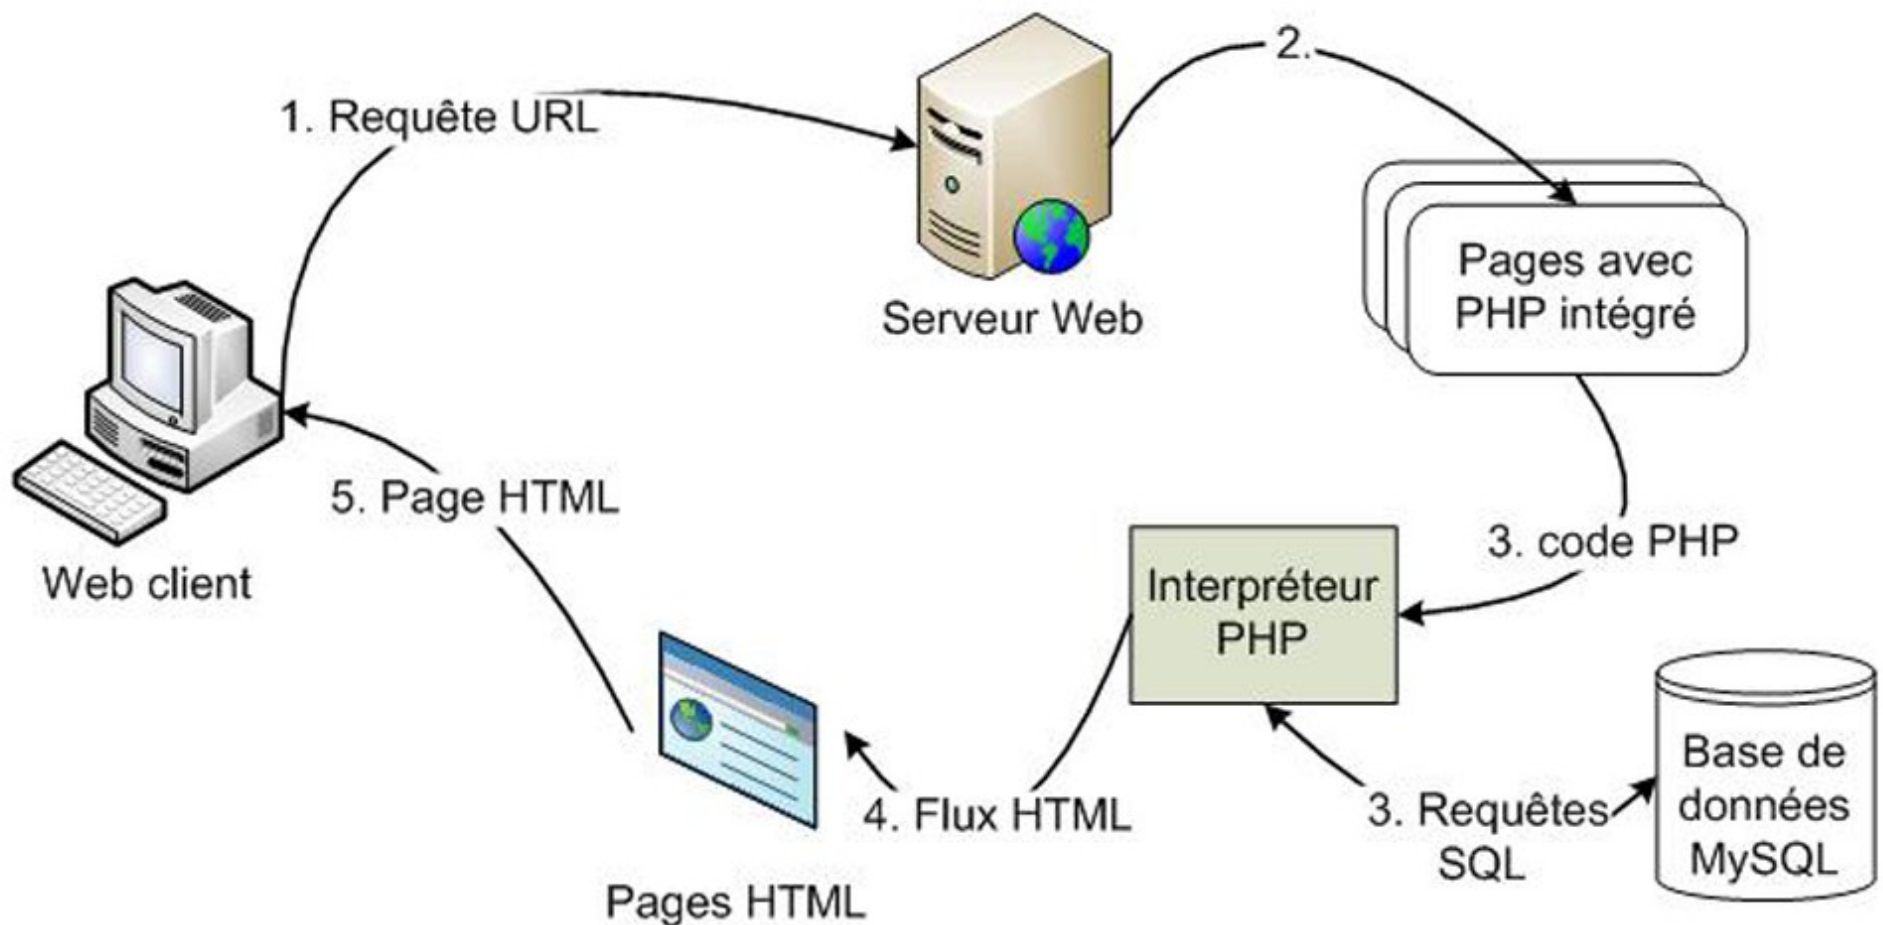 1. Requête URL
2.
Serveur Web
Pages avec
PHP intégré
3. code PHP
Interpréteur
PHP
3. Requêtes
SQL
Base de
données
MySQL
4. Flux HTML
Pages HTML
5. Page HTML
Web client